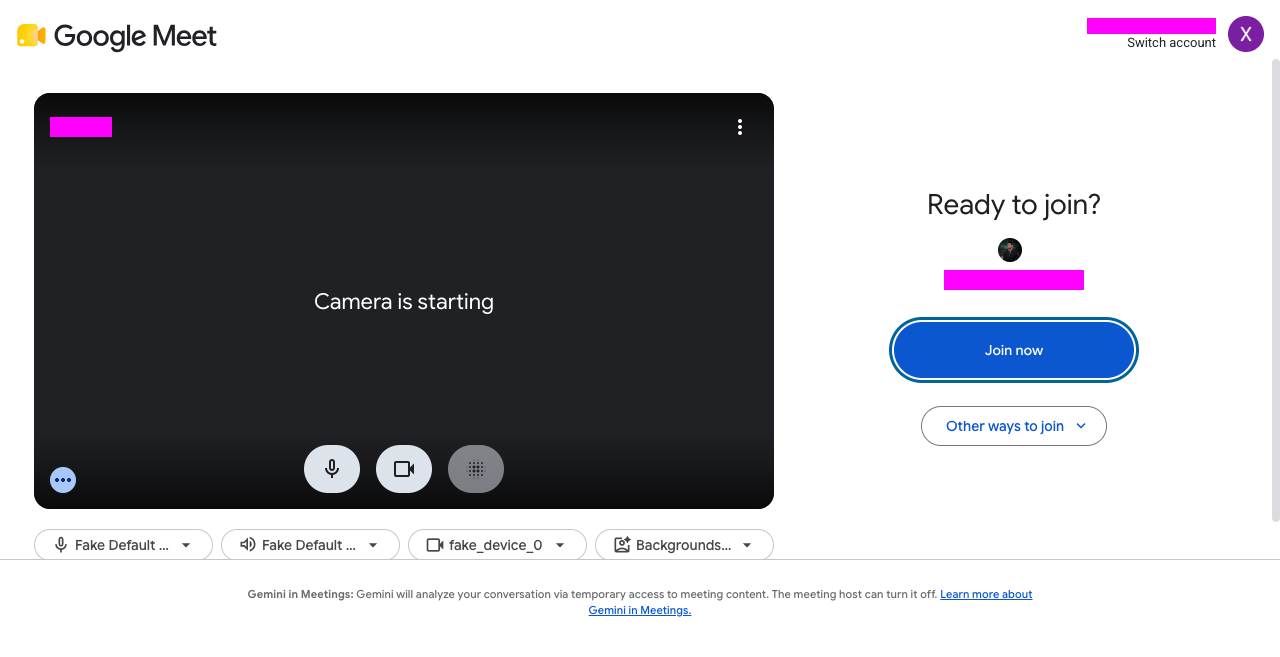 Google Meet
Switch account
X
Camera is starting
Ready to join?
Join now
Other ways to join
Fake Default ...
Fake Default ...
fake_device_0
Backgrounds...
Gemini in Meetings: Gemini will analyze your conversation via temporary access to meeting content. The meeting host can turn it off. Learn more about
Gemini in Meetings.